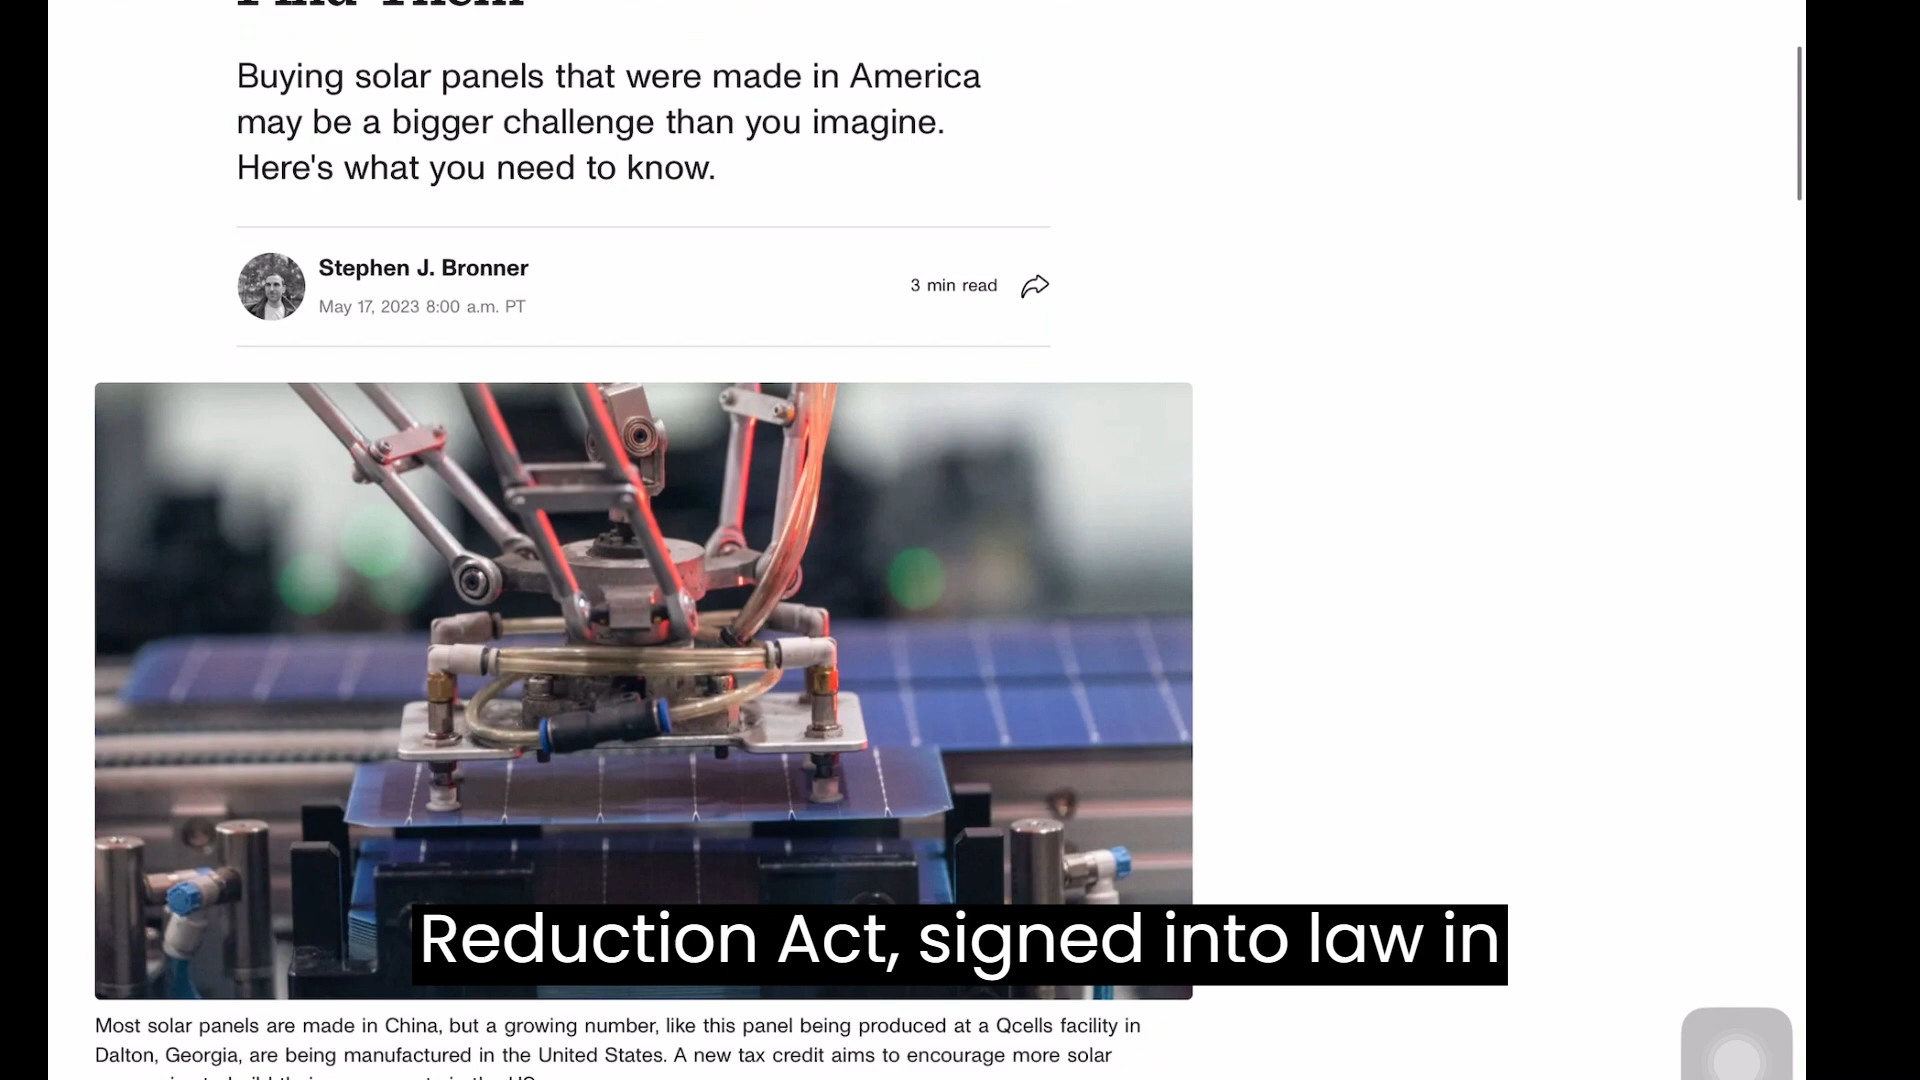 Find Them
Buying solar panels that were made in America
may be a bigger challenge than you imagine.
Here's what you need to know.
Stephen J. Bronner
May 17, 2023 8:00 a.m. PT
3 min read
Reduction Act, signed into law in
Most solar panels are made in China, but a growing number, like this panel being produced at a Qcells facility in
Dalton, Georgia, are being manufactured in the United States. A new tax credit aims to encourage more solar